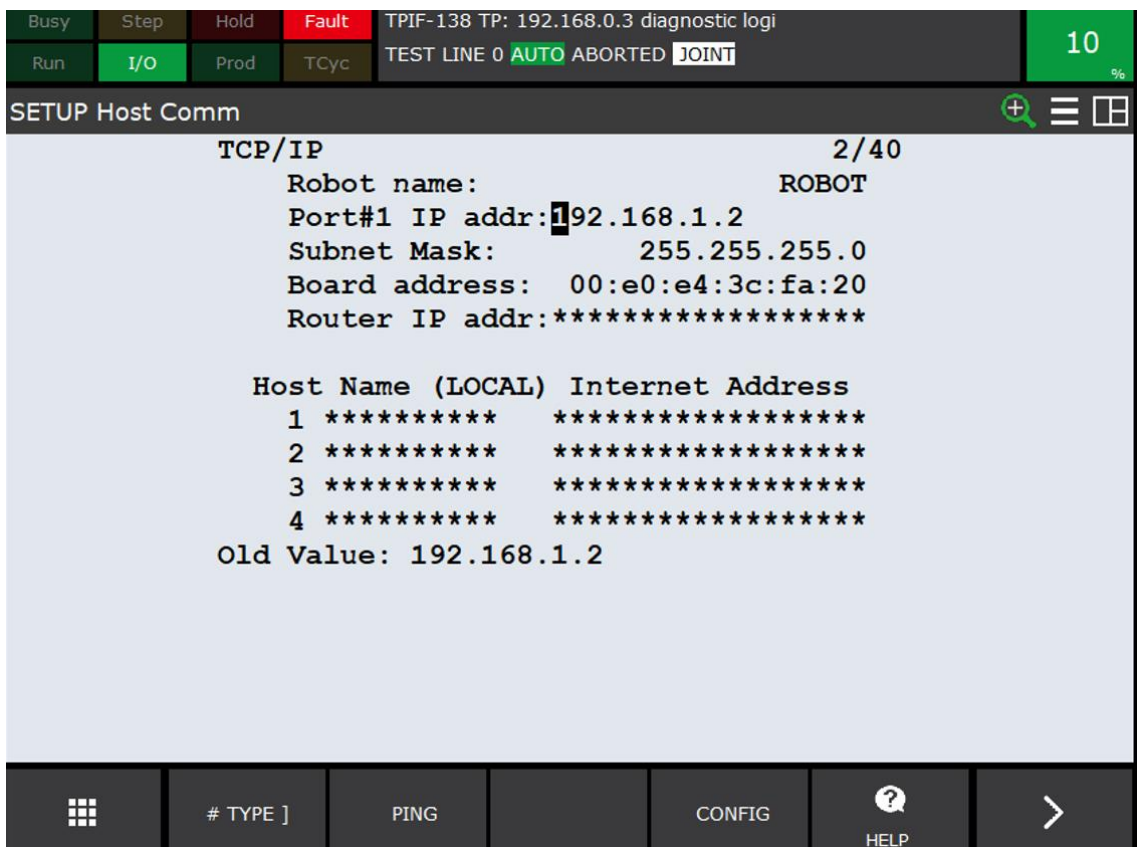 Busy Step Hold Fault TPIF-138 TP: 192.168.0.3 diagnostic logi
Run I/O Prod TCyc TEST LINE 0 AUTO ABORTED JOINT
10
%
SETUP Host Comm
TCP/IP 2/40
Robot name: ROBOT
Port#1 IP addr:192.168.1.2
Subnet Mask: 255.255.255.0
Board address: 00:e0:e4:3c:fa:20
Router IP addr:******************
Host Name (LOCAL) Internet Address
1 ********** ******************
2 ********** ******************
3 ********** ******************
4 ********** ******************
Old Value: 192.168.1.2
# TYPE ] PING CONFIG HELP